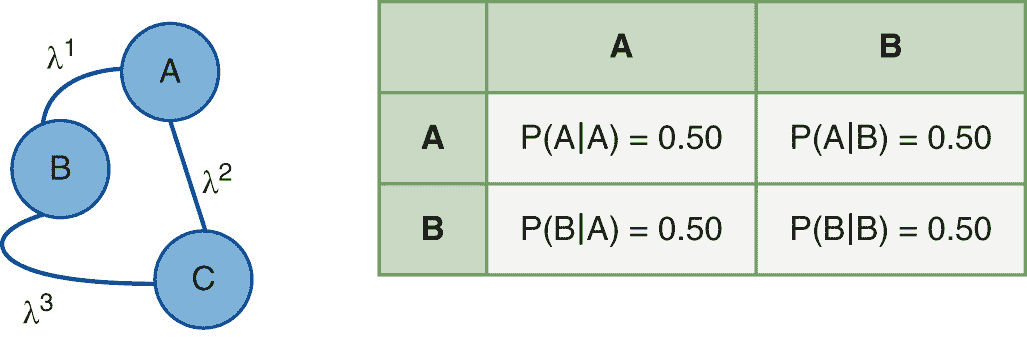 λ1
A
B
λ2
C
λ3
A B
A P(A|A) = 0.50 P(A|B) = 0.50
B P(B|A) = 0.50 P(B|B) = 0.50